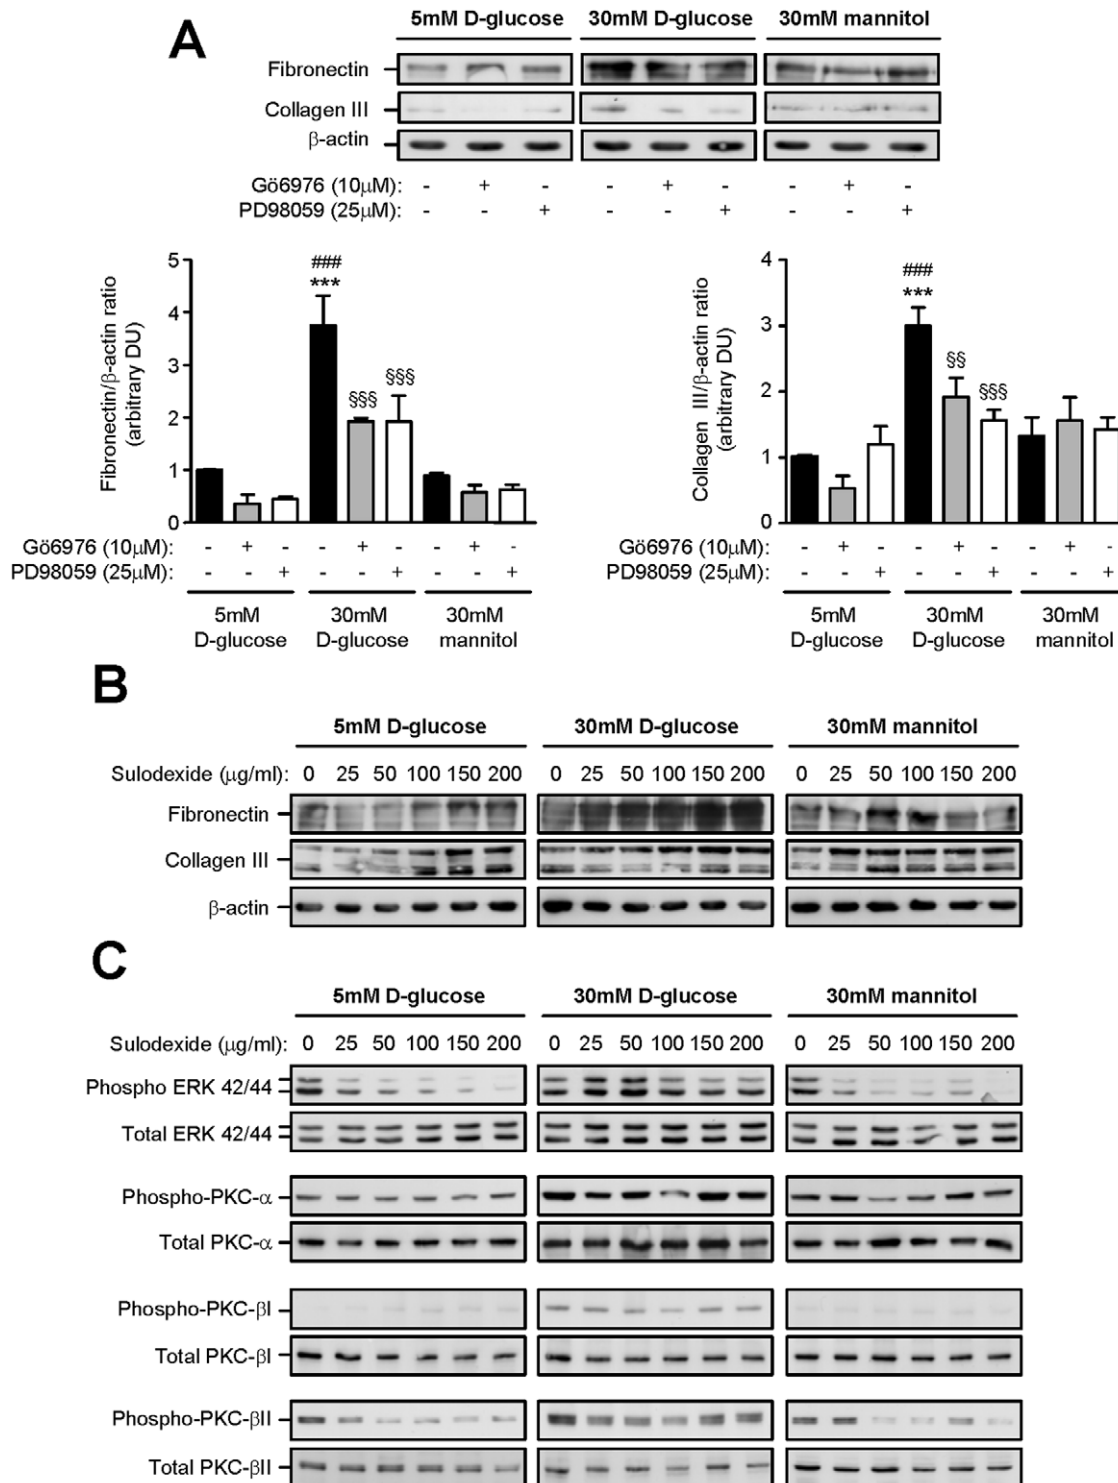 A
5mM D-glucose 30mM D-glucose 30mM mannitol
Fibronectin
Collagen III
β-actin
Gö6976 (10μM): - + - - + - - + -
PD98059 (25μM): - - + - - + - - +
Fibronectin/β-actin ratio
(arbitrary DU)
5
4
3
2
1
0
###
***
§§§
§§§
Gö6976 (10μM): - + - - + - - + -
PD98059 (25μM): - - + - - + - - +
5mM
D-glucose
30mM
D-glucose
30mM
mannitol
Collagen III/β-actin ratio
(arbitrary DU)
4
3
2
1
0
###
***
§§
§§§
Gö6976 (10μM): - + - - + - - + -
PD98059 (25μM): - - + - - + - - +
5mM
D-glucose
30mM
D-glucose
30mM
mannitol
B
5mM D-glucose 30mM D-glucose 30mM mannitol
Sulodexide (μg/ml): 0 25 50 100 150 200 0 25 50 100 150 200 0 25 50 100 150 200
Fibronectin
Collagen III
β-actin
C
5mM D-glucose 30mM D-glucose 30mM mannitol
Sulodexide (μg/ml): 0 25 50 100 150 200 0 25 50 100 150 200 0 25 50 100 150 200
Phospho ERK 42/44
Total ERK 42/44
Phospho-PKC-α
Total PKC-α
Phospho-PKC-βI
Total PKC-βI
Phospho-PKC-βII
Total PKC-βII